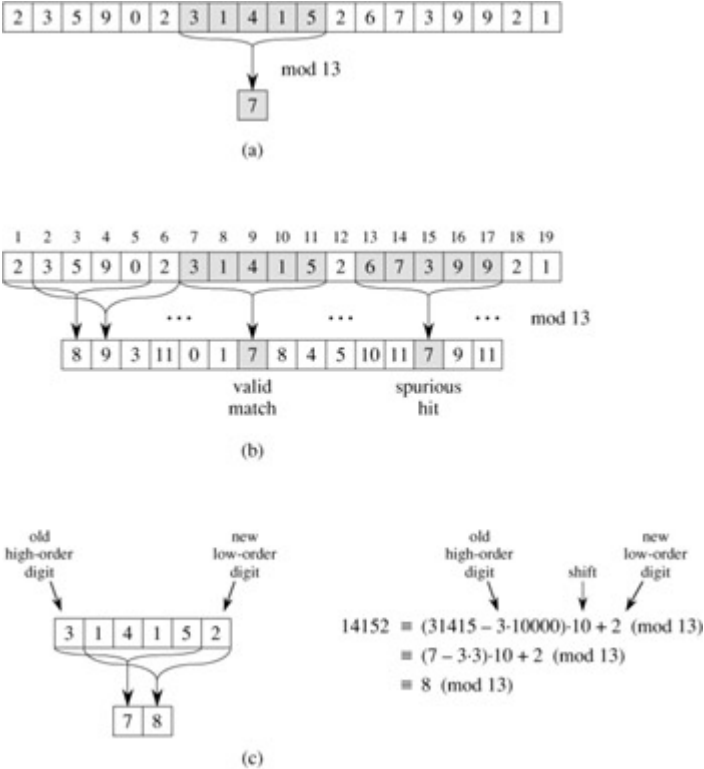 2 3 5 9 0 2 3 1 4 1 5 2 6 7 3 9 9 2 1
mod 13
7
(a)
1 2 3 4 5 6 7 8 9 10 11 12 13 14 15 16 17 18 19
2 3 5 9 0 2 3 1 4 1 5 2 6 7 3 9 9 2 1
... ... ... mod 13
8 9 3 11 0 1 7 8 4 5 10 11 7 9 11
valid
match
spurious
hit
(b)
old
high-order
digit
new
low-order
digit
3 1 4 1 5 2
7 8
old
high-order
digit
shift
new
low-order
digit
14152 ≡ (31415 – 3·10000)·10 + 2 (mod 13)
≡ (7 – 3·3)·10 + 2 (mod 13)
≡ 8 (mod 13)
(c)